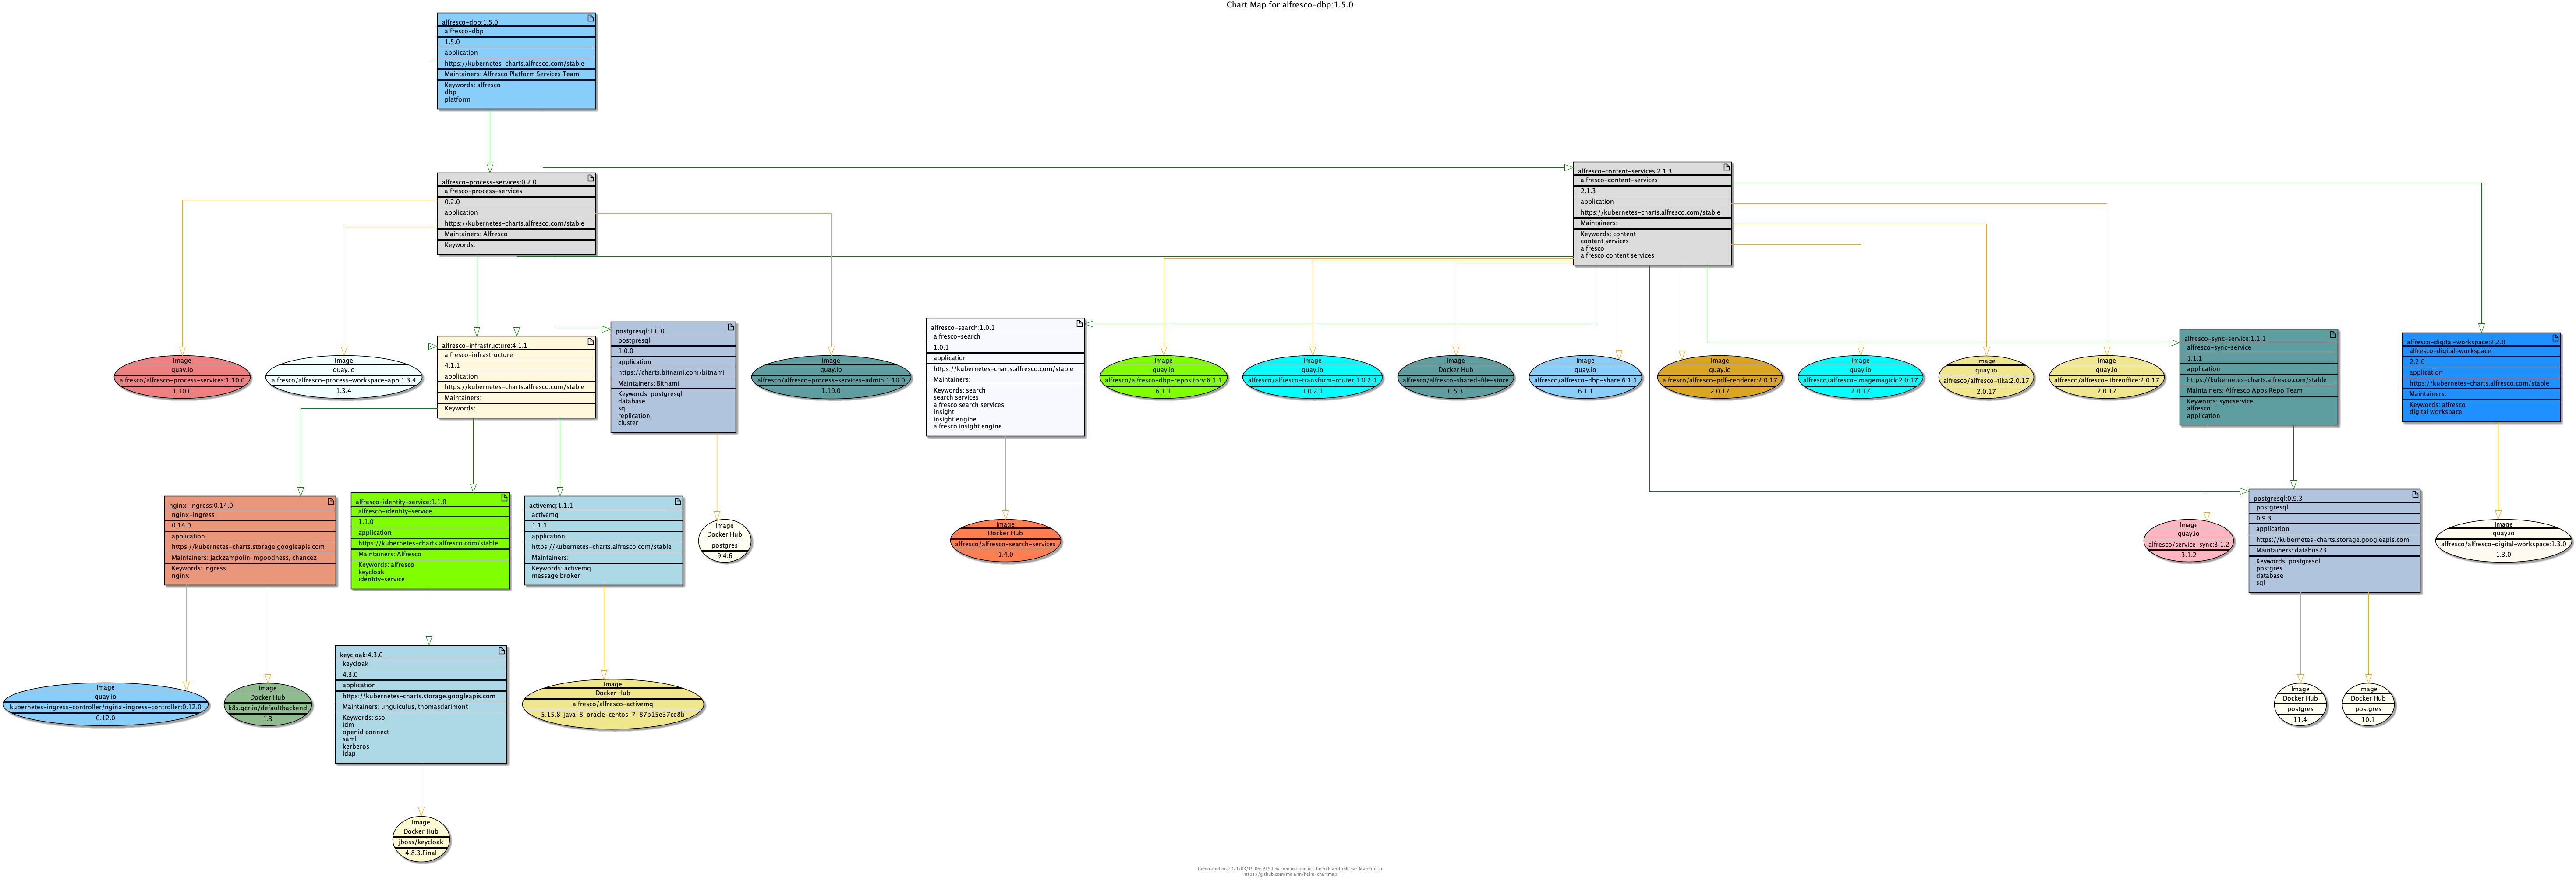 Chart Map for alfresco-dbp:1.5.0
alfresco-dbp:1.5.0
alfresco-dbp
1.5.0
application
https://kubernetes-charts.alfresco.com/stable
Maintainers: Alfresco Platform Services Team
Keywords: alfresco
dbp
platform
alfresco-process-services:0.2.0
alfresco-process-services
0.2.0
application
https://kubernetes-charts.alfresco.com/stable
Maintainers: Alfresco
Keywords:
alfresco-content-services:2.1.3
alfresco-content-services
2.1.3
application
https://kubernetes-charts.alfresco.com/stable
Maintainers:
Keywords: content
content services
alfresco
alfresco content services
Image
quay.io
alfresco/alfresco-process-services:1.10.0
1.10.0
Image
quay.io
alfresco/alfresco-process-workspace-app:1.3.4
1.3.4
alfresco-infrastructure:4.1.1
alfresco-infrastructure
4.1.1
application
https://kubernetes-charts.alfresco.com/stable
Maintainers:
Keywords:
postgresql:1.0.0
postgresql
1.0.0
application
https://charts.bitnami.com/bitnami
Maintainers: Bitnami
Keywords: postgresql
database
sql
replication
cluster
Image
quay.io
alfresco/alfresco-process-services-admin:1.10.0
1.10.0
alfresco-search:1.0.1
alfresco-search
1.0.1
application
https://kubernetes-charts.alfresco.com/stable
Maintainers:
Keywords: search
search services
alfresco search services
insight
insight engine
alfresco insight engine
Image
quay.io
alfresco/alfresco-dbp-repository:6.1.1
6.1.1
Image
quay.io
alfresco/alfresco-transform-router:1.0.2.1
1.0.2.1
Image
Docker Hub
alfresco/alfresco-shared-file-store
0.5.3
Image
quay.io
alfresco/alfresco-dbp-share:6.1.1
6.1.1
Image
quay.io
alfresco/alfresco-pdf-renderer:2.0.17
2.0.17
Image
quay.io
alfresco/alfresco-imagemagick:2.0.17
2.0.17
Image
quay.io
alfresco/alfresco-tika:2.0.17
2.0.17
Image
quay.io
alfresco/alfresco-libreoffice:2.0.17
2.0.17
alfresco-sync-service:1.1.1
alfresco-sync-service
1.1.1
application
https://kubernetes-charts.alfresco.com/stable
Maintainers: Alfresco Apps Repo Team
Keywords: syncservice
alfresco
application
alfresco-digital-workspace:2.2.0
alfresco-digital-workspace
2.2.0
application
https://kubernetes-charts.alfresco.com/stable
Maintainers:
Keywords: alfresco
digital workspace
nginx-ingress:0.14.0
nginx-ingress
0.14.0
application
https://kubernetes-charts.storage.googleapis.com
Maintainers: jackzampolin, mgoodness, chancez
Keywords: ingress
nginx
alfresco-identity-service:1.1.0
alfresco-identity-service
1.1.0
application
https://kubernetes-charts.alfresco.com/stable
Maintainers: Alfresco
Keywords: alfresco
keycloak
identity-service
activemq:1.1.1
activemq
1.1.1
application
https://kubernetes-charts.alfresco.com/stable
Maintainers:
Keywords: activemq
message broker
Image
Docker Hub
postgres
9.4.6
Image
Docker Hub
alfresco/alfresco-search-services
1.4.0
Image
quay.io
alfresco/service-sync:3.1.2
3.1.2
postgresql:0.9.3
postgresql
0.9.3
application
https://kubernetes-charts.storage.googleapis.com
Maintainers: databus23
Keywords: postgresql
postgres
database
sql
Image
quay.io
alfresco/alfresco-digital-workspace:1.3.0
1.3.0
Image
quay.io
kubernetes-ingress-controller/nginx-ingress-controller:0.12.0
0.12.0
Image
Docker Hub
k8s.gcr.io/defaultbackend
1.3
keycloak:4.3.0
keycloak
4.3.0
application
https://kubernetes-charts.storage.googleapis.com
Maintainers: unguiculus, thomasdarimont
Keywords: sso
idm
openid connect
saml
kerberos
ldap
Image
Docker Hub
alfresco/alfresco-activemq
5.15.8-java-8-oracle-centos-7-87b15e37ce8b
Image
Docker Hub
postgres
11.4
Image
Docker Hub
postgres
10.1
Image
Docker Hub
jboss/keycloak
4.8.3.Final
Generated on 2021/05/19 06:09:59 by com.melahn.util.helm.PlantUmlChartMapPrinter
https://github.com/melahn/helm-chartmap